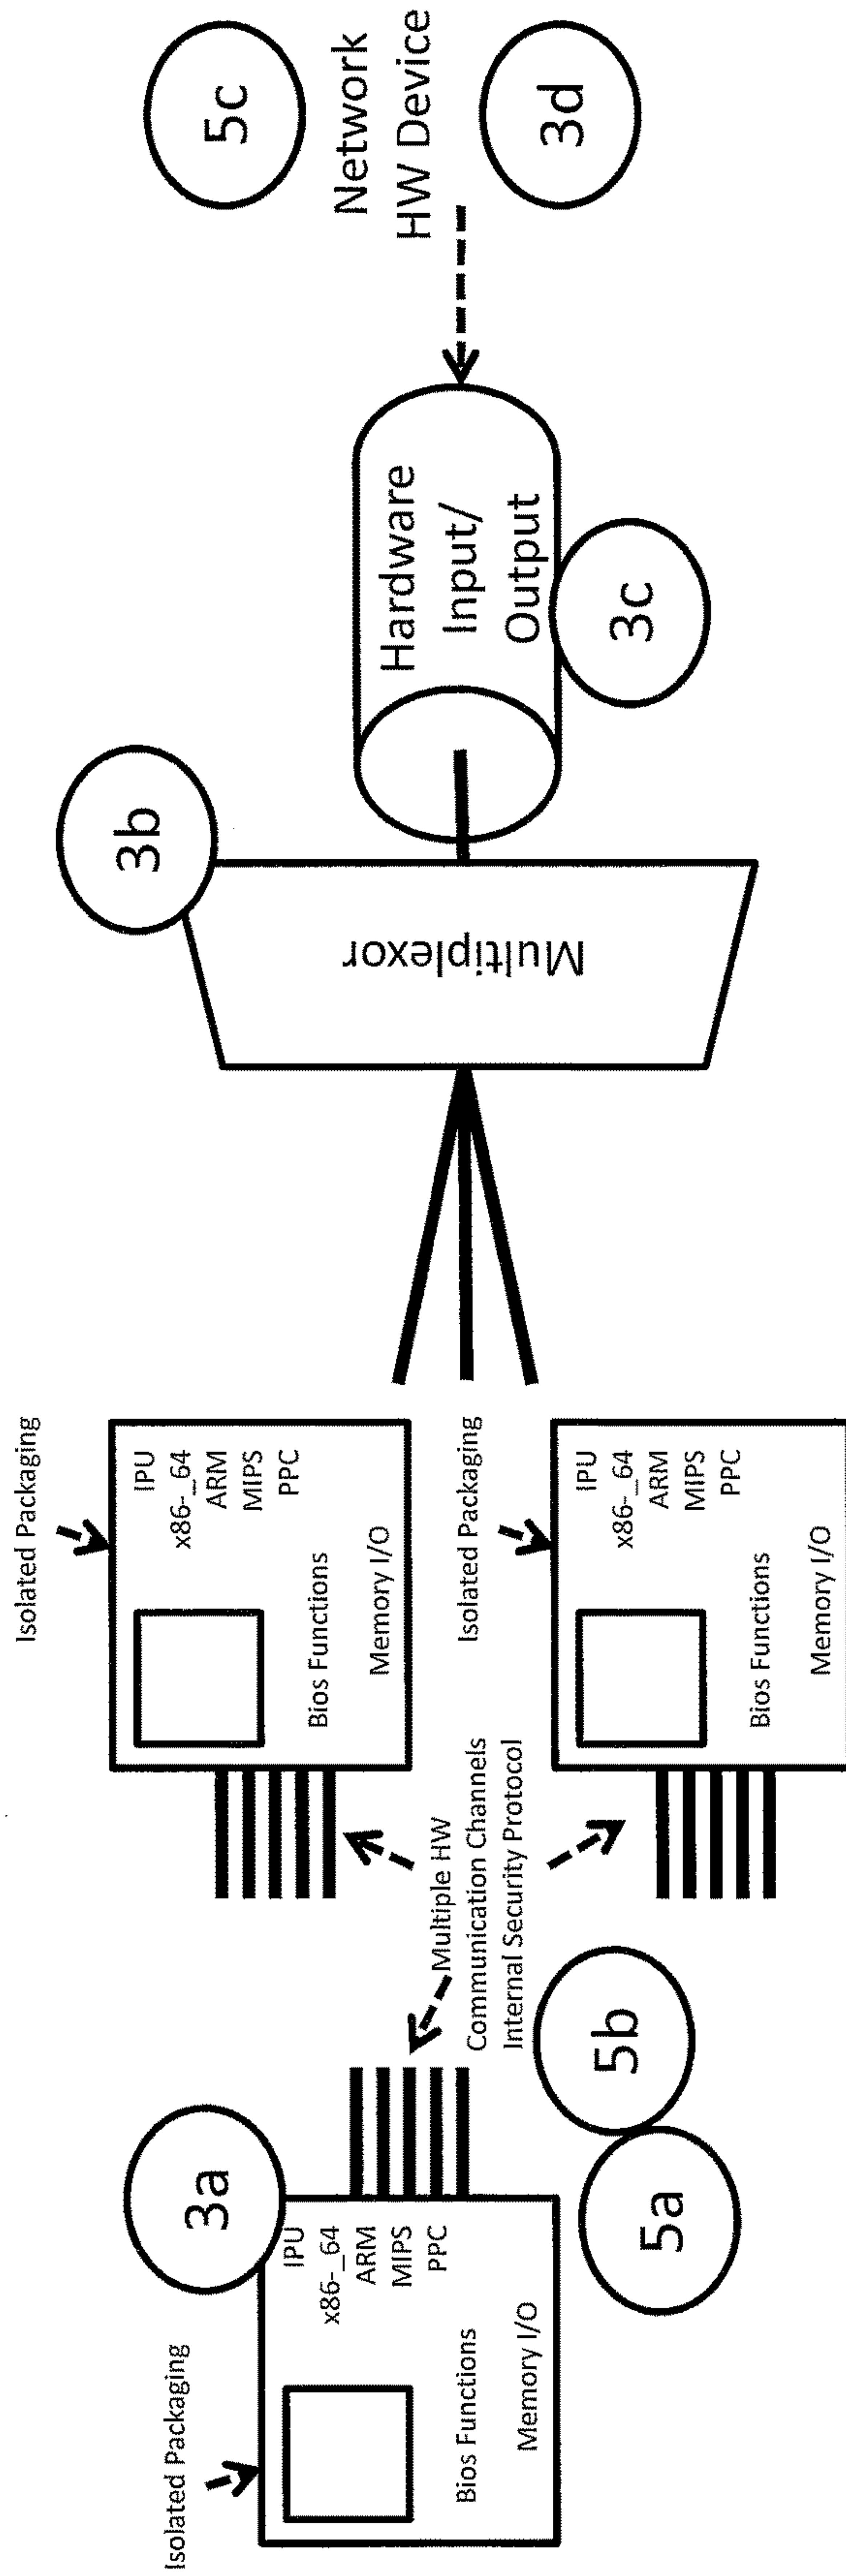 Isolated Packaging
3a
IPU
x86-_64
ARM
MIPS
PPC
Bios Functions
Memory I/O
5a
5b
Multiple HW
Communication Channels
Internal Security Protocol
Isolated Packaging
IPU
x86-_64
ARM
MIPS
PPC
Bios Functions
Memory I/O
Isolated Packaging
IPU
x86-_64
ARM
MIPS
PPC
Bios Functions
Memory I/O
3b
Multiplexor
Hardware
Input/
Output
3c
5c
Network
HW Device
3d